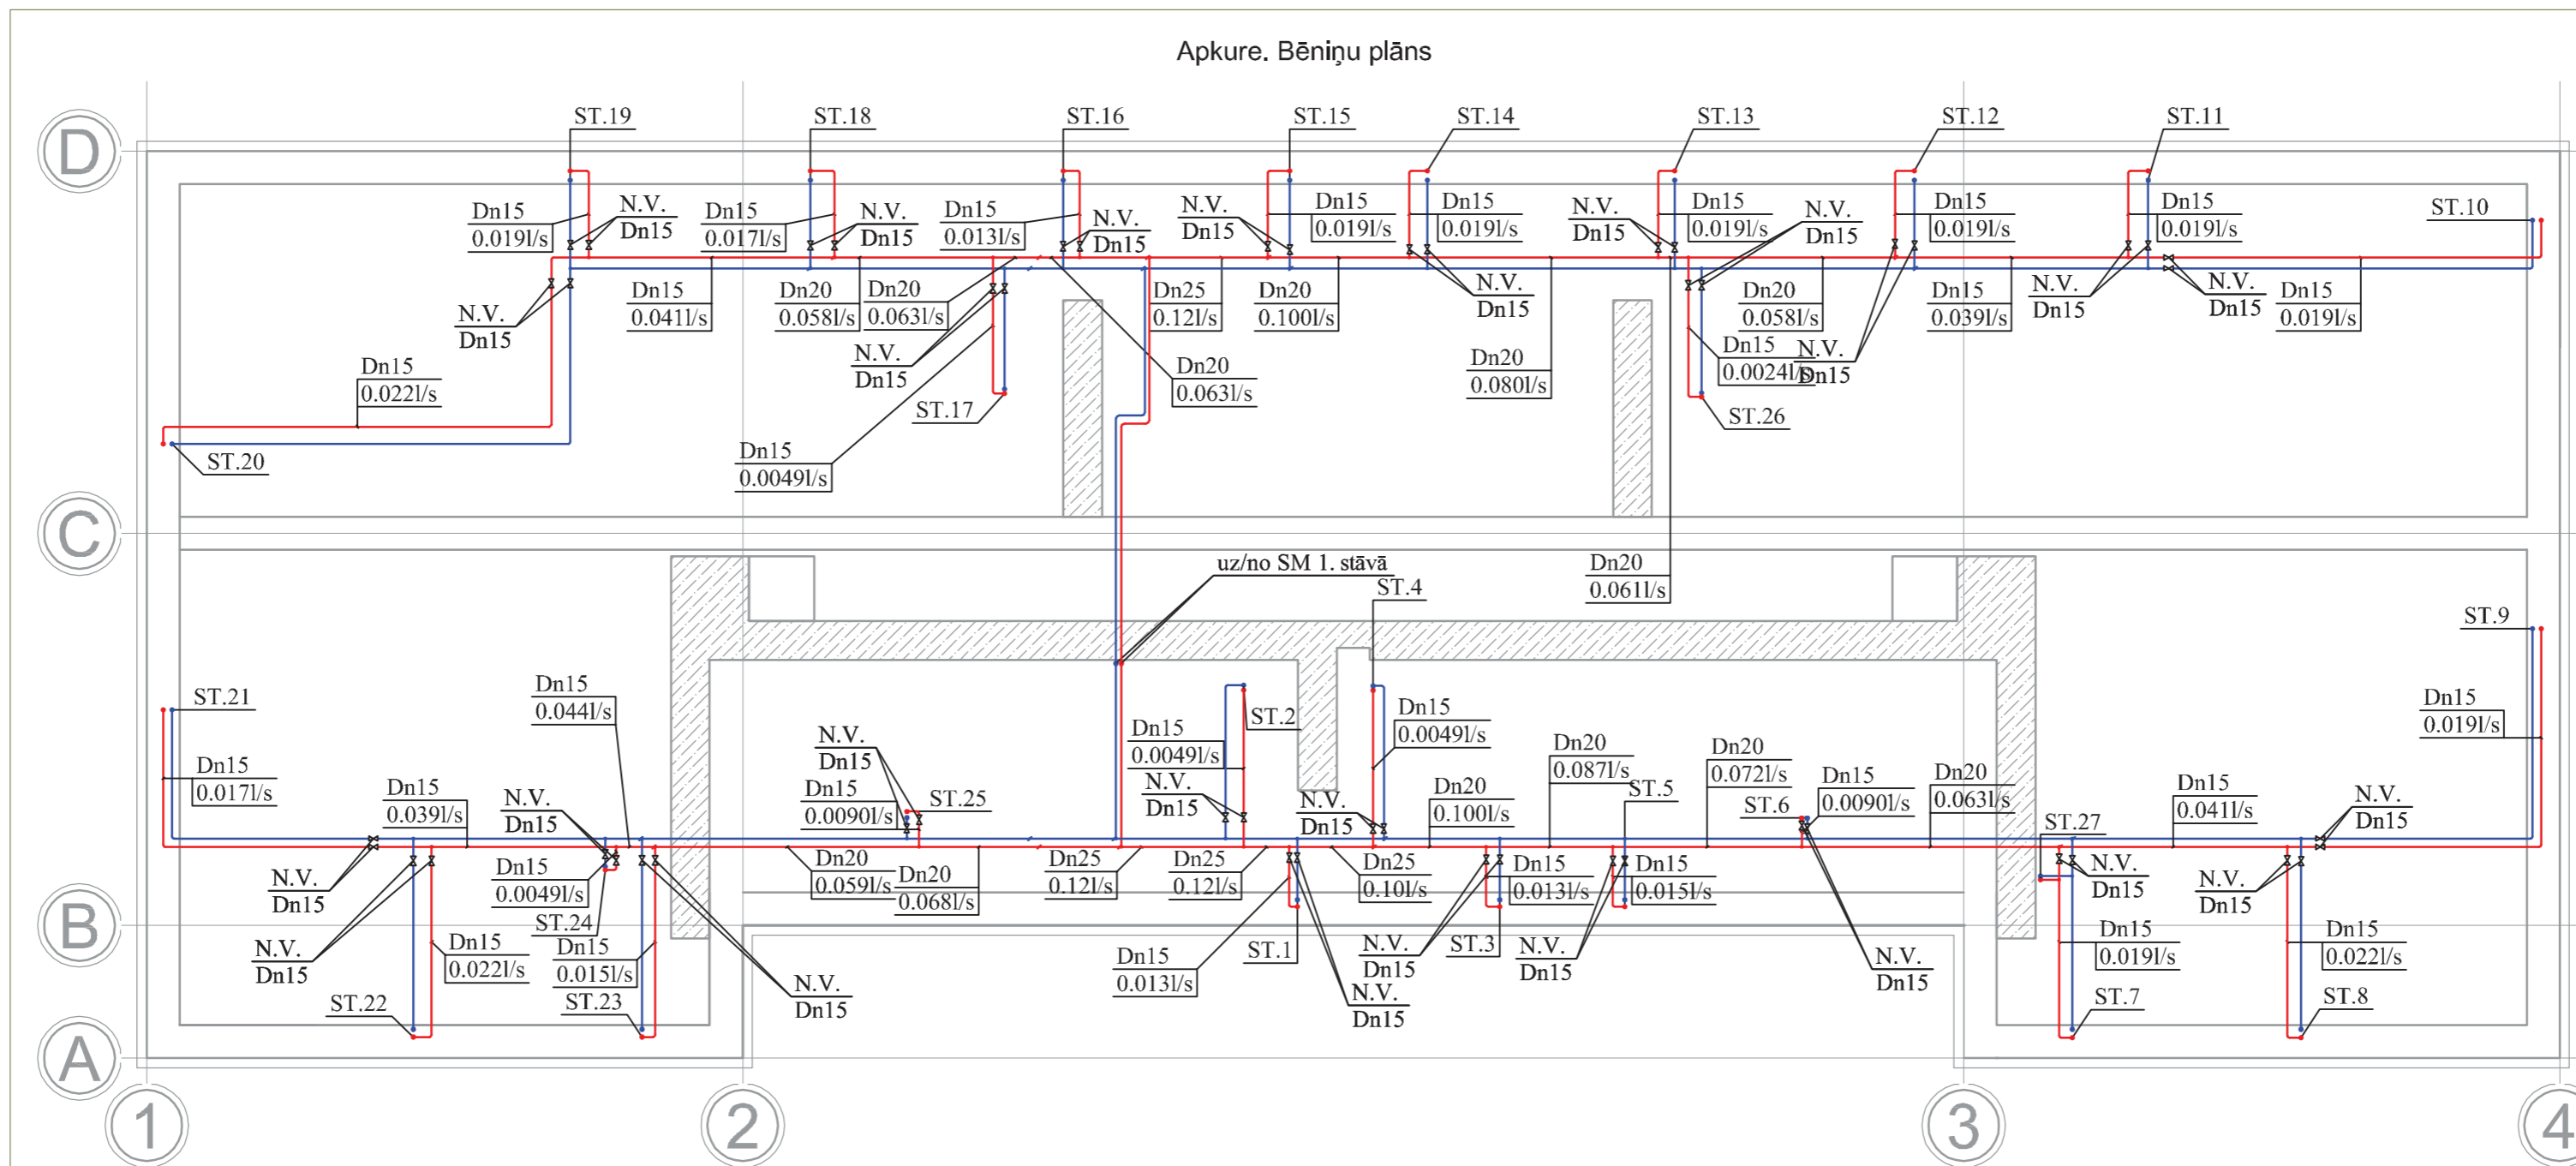 Apkure. Bēniņu plāns
ST.19
ST.18
ST.16
ST.15
ST.14
ST.13
ST.12
ST.11
D
Dn15
0.019l/s
N.V.
Dn15
Dn15
0.017l/s
N.V.
Dn15
Dn15
0.013l/s
N.V.
Dn15
N.V.
Dn15
Dn15
0.019l/s
Dn15
0.019l/s
N.V.
Dn15
Dn15
0.019l/s
N.V.
Dn15
Dn15
0.019l/s
Dn15
0.019l/s
ST.10
N.V.
Dn15
Dn15
0.041l/s
Dn20
0.058l/s
Dn20
0.063l/s
Dn25
0.12l/s
Dn20
0.100l/s
N.V.
Dn15
Dn20
0.058l/s
Dn15
0.039l/s
N.V.
Dn15
N.V.
Dn15
Dn15
0.019l/s
Dn15
0.022l/s
N.V.
Dn15
Dn20
0.063l/s
Dn20
0.080l/s
Dn15
0.0024l/s
N.V.
Dn15
ST.17
ST.26
ST.20
Dn15
0.0049l/s
C
uz/no SM 1. stāvā
Dn20
0.061l/s
ST.4
ST.9
ST.21
Dn15
0.044l/s
ST.2
Dn15
0.0049l/s
Dn15
0.0049l/s
Dn15
0.019l/s
N.V.
Dn15
Dn20
0.087l/s
Dn20
0.072l/s
Dn15
0.017l/s
Dn15
0.039l/s
N.V.
Dn15
Dn15
0.0090l/s
ST.25
N.V.
Dn15
N.V.
Dn15
Dn20
0.100l/s
ST.5
ST.6
Dn15
0.0090l/s
Dn20
0.063l/s
Dn15
0.041l/s
N.V.
Dn15
ST.27
N.V.
Dn15
Dn15
0.0049l/s
Dn20
0.059l/s
Dn20
0.068l/s
Dn25
0.12l/s
Dn25
0.12l/s
Dn25
0.10l/s
Dn15
0.013l/s
Dn15
0.015l/s
N.V.
Dn15
N.V.
Dn15
B
ST.24
N.V.
Dn15
Dn15
0.022l/s
Dn15
0.015l/s
N.V.
Dn15
Dn15
0.013l/s
ST.1
N.V.
Dn15
ST.3
N.V.
Dn15
N.V.
Dn15
N.V.
Dn15
Dn15
0.019l/s
Dn15
0.022l/s
ST.22
ST.23
ST.7
ST.8
A
1
2
3
4